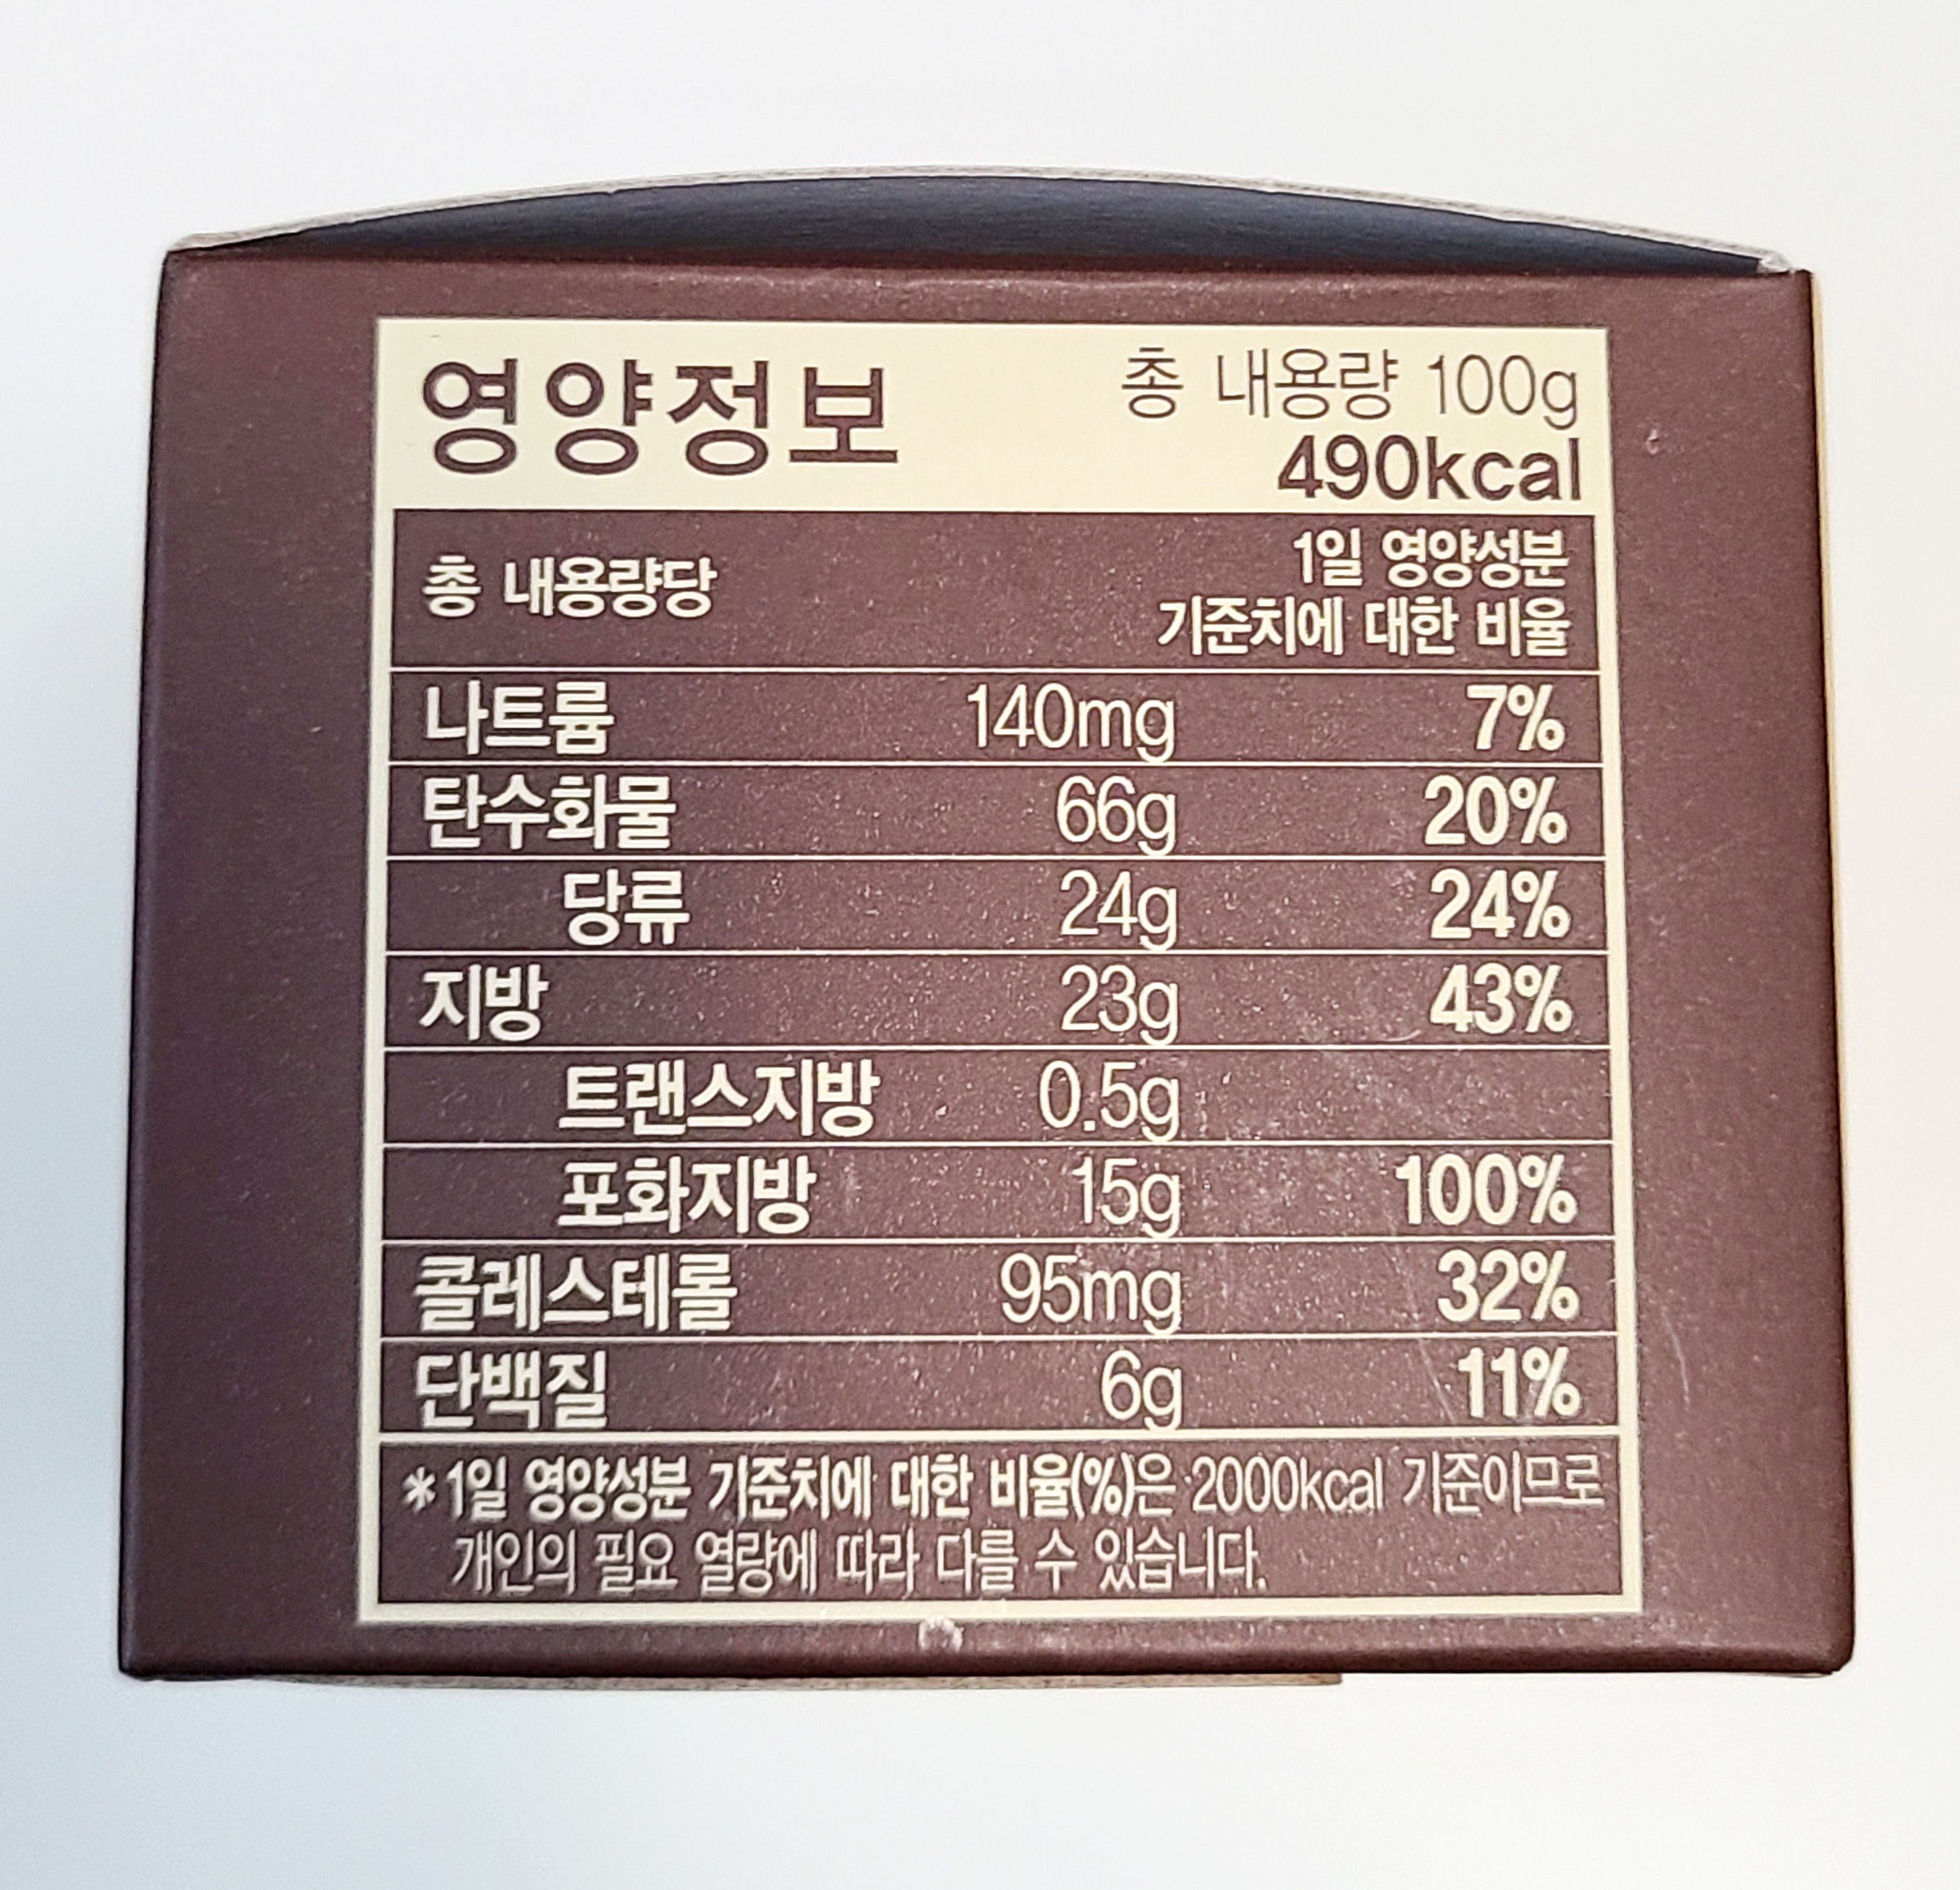 영양정보
총 내용량 100g
490kcal
총 내용량당
1일 영양성분
기준치에 대한 비율
나트륨 140mg 7%
탄수화물 66g 20%
당류 24g 24%
지방 23g 43%
트랜스지방 0.5g
포화지방 15g 100%
콜레스테롤 95mg 32%
단백질 6g 11%
*1일 영양성분 기준치에 대한 비율(%)은 2000kcal 기준이므로
개인의 필요 열량에 따라 다를 수 있습니다.